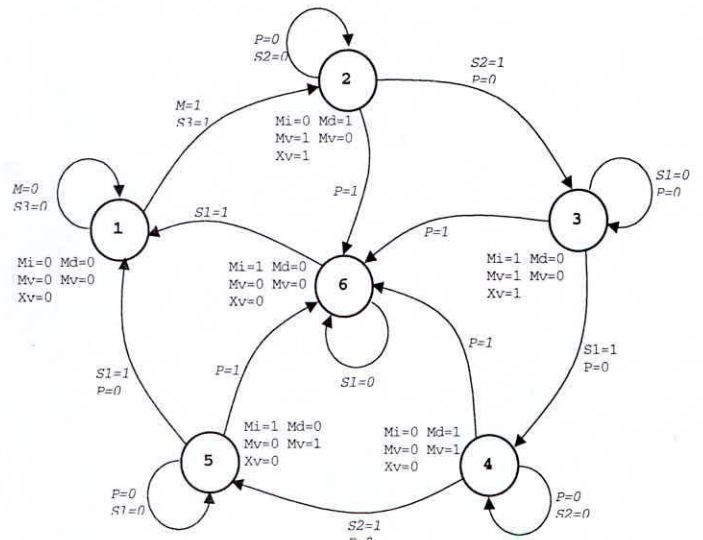 P=0
S2=0
2
S2=1
P=0
M=1
S3=1
Mi=0 Md=1
Mv=1 Mv=0
Xv=1
P=1
S1=0
P=0
3
M=0
S3=0
1
S1=1
P=1
Mi=0 Md=0
Mv=0 Mv=0
Xv=0
Mi=1 Md=0
Mv=0 Mv=0
Xv=0
6
Mi=1 Md=0
Mv=1 Mv=0
Xv=1
S1=1
P=0
S1=0
P=1
P=1
S1=1
P=0
Mi=1 Md=0
Mv=0 Mv=1
Xv=0
5
Mi=0 Md=1
Mv=0 Mv=1
Xv=0
4
P=0
S1=0
P=0
S2=0
S2=1